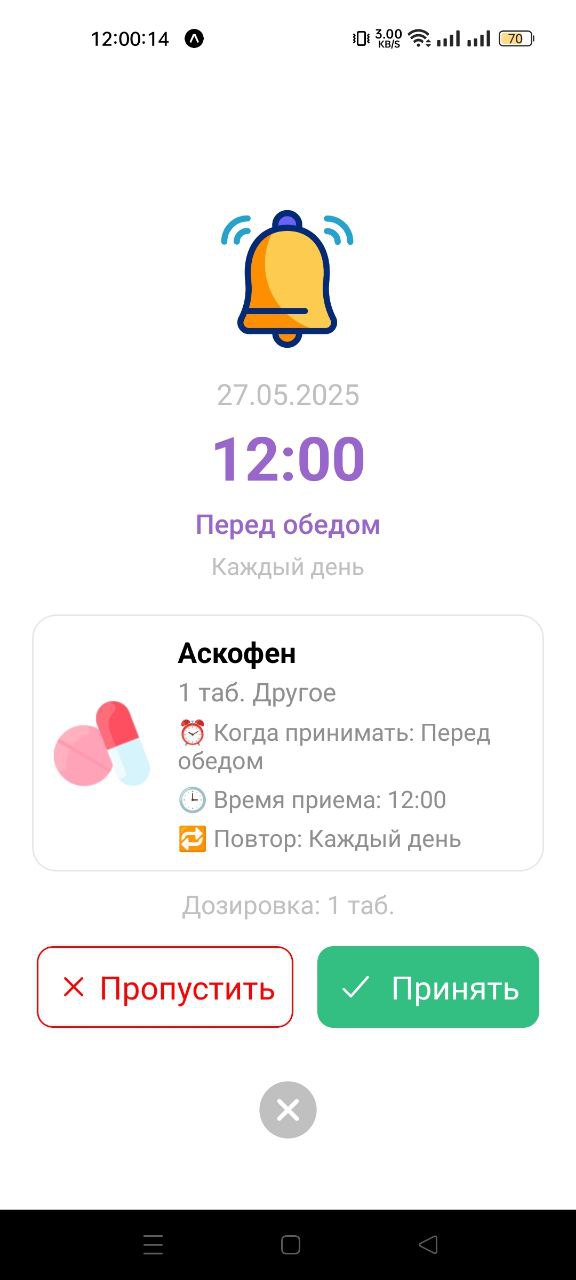 12:00:14 3.00 KB/S 70
27.05.2025
12:00
Перед обедом
Каждый день
Аскофен
1 таб. Другое
⏰ Когда принимать: Перед
обедом
🕒 Время приема: 12:00
🔁 Повтор: Каждый день
Дозировка: 1 таб.
Пропустить
Принять